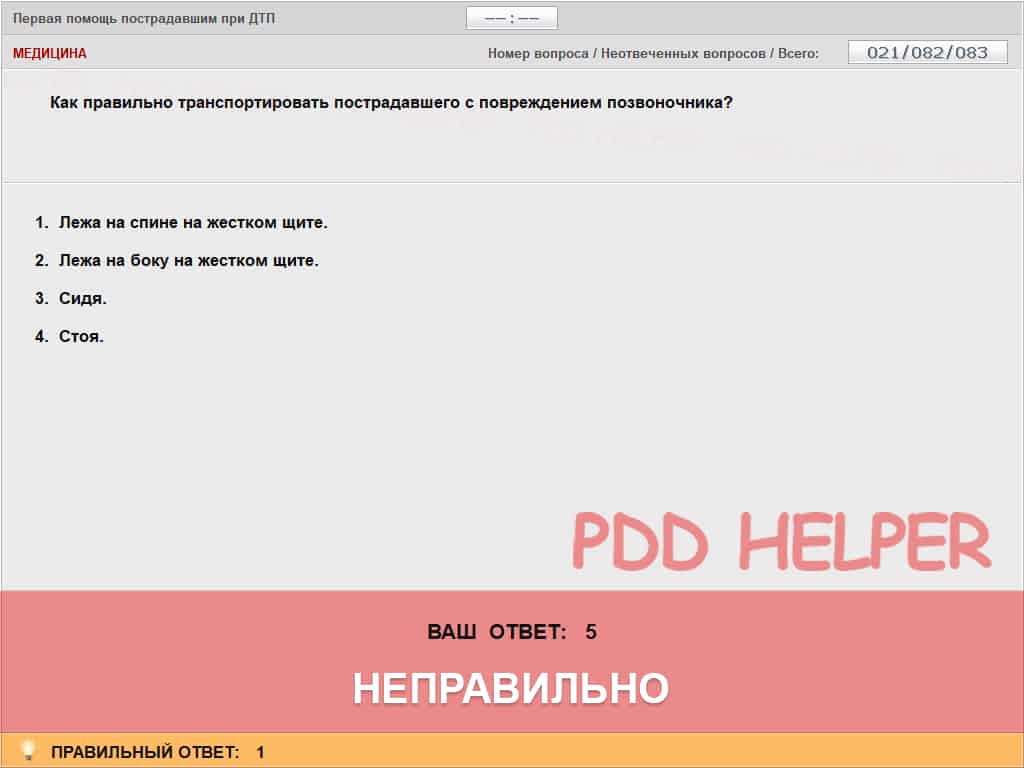 Первая помощь пострадавшим при ДТП
—— : ——
МЕДИЦИНА
Номер вопроса / Неотвеченных вопросов / Всего:
021/082/083
Как правильно транспортировать пострадавшего с повреждением позвоночника?
1. Лежа на спине на жестком щите.
2. Лежа на боку на жестком щите.
3. Сидя.
4. Стоя.
PDD HELPER
ВАШ ОТВЕТ: 5
НЕПРАВИЛЬНО
ПРАВИЛЬНЫЙ ОТВЕТ: 1